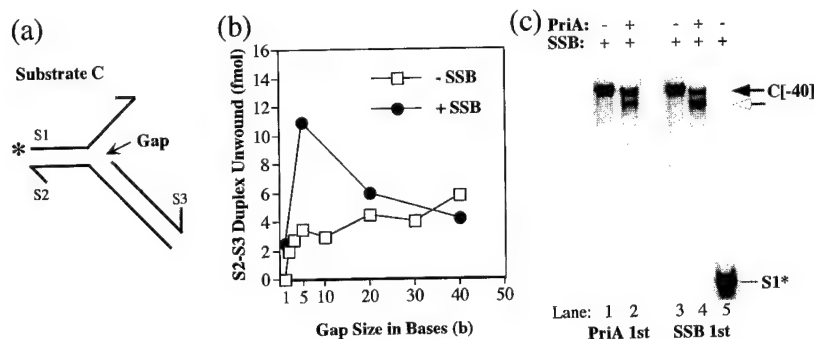 (a)
Substrate C
S1
Gap
*
S2
S3
(b)
S2-S3 Duplex Unwound (fmol)
16
14
12
10
8
6
4
2
0
- SSB
+ SSB
1 5 10 20 30 40 50
Gap Size in Bases (b)
(c)
PriA: - + - + -
SSB: + + + + +
C[-40]
S1*
Lane: 1 2 3 4 5
PriA 1st SSB 1st